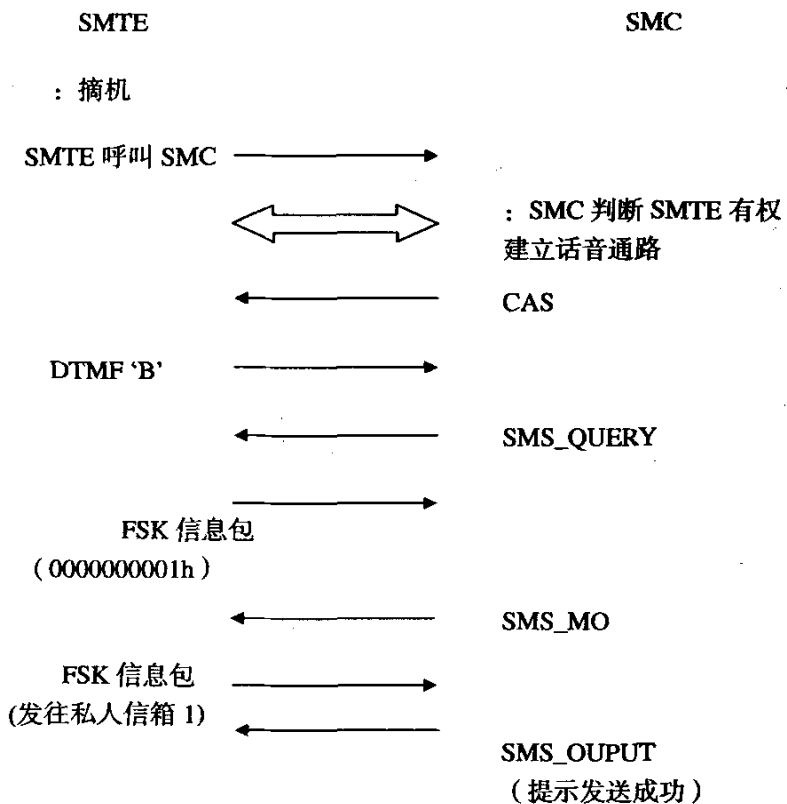 SMTE
SMC
：摘机
SMTE 呼叫 SMC
：SMC 判断 SMTE 有权
建立话音通路
CAS
DTMF ‘B’
SMS_QUERY
FSK 信息包
（0000000001h）
SMS_MO
FSK 信息包
(发往私人信箱 1)
SMS_OUPUT
（提示发送成功）